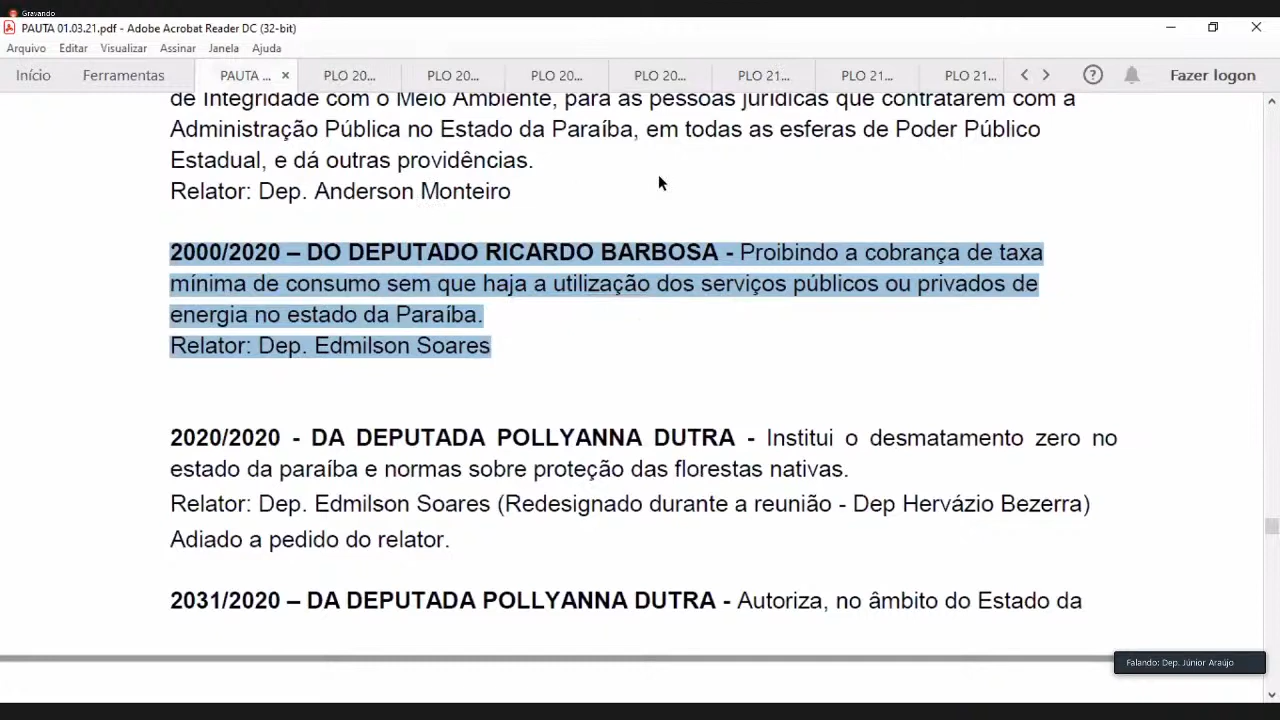 Gravando
PAUTA 01.03.21.pdf - Adobe Acrobat Reader DC (32-bit)
Arquivo Editar Visualizar Assinar Janela Ajuda
Início Ferramentas PAUTA ... × PLO 20... PLO 20... PLO 20... PLO 20... PLO 21... PLO 21... PLO 21... Fazer logon
de Integridade com o Meio Ambiente, para as pessoas jurídicas que contratarem com a
Administração Pública no Estado da Paraíba, em todas as esferas de Poder Público
Estadual, e dá outras providências.
Relator: Dep. Anderson Monteiro
2000/2020 – DO DEPUTADO RICARDO BARBOSA - Proibindo a cobrança de taxa
mínima de consumo sem que haja a utilização dos serviços públicos ou privados de
energia no estado da Paraíba.
Relator: Dep. Edmilson Soares
2020/2020 - DA DEPUTADA POLLYANNA DUTRA - Institui o desmatamento zero no
estado da paraíba e normas sobre proteção das florestas nativas.
Relator: Dep. Edmilson Soares (Redesignado durante a reunião - Dep Hervázio Bezerra)
Adiado a pedido do relator.
2031/2020 – DA DEPUTADA POLLYANNA DUTRA - Autoriza, no âmbito do Estado da
Falando: Dep. Júnior Araújo